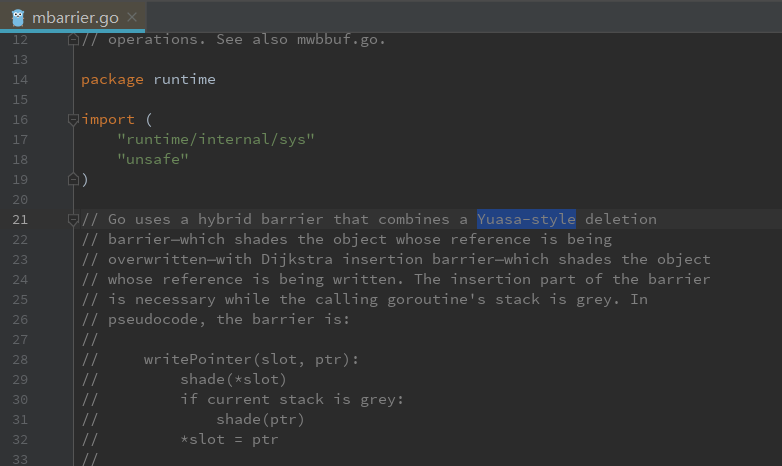 mbarrier.go
12 // operations. See also mwbbuf.go.
13
14 package runtime
15
16 import (
17 "runtime/internal/sys"
18 "unsafe"
19 )
20
21 // Go uses a hybrid barrier that combines a Yuasa-style deletion
22 // barrier—which shades the object whose reference is being
23 // overwritten—with Dijkstra insertion barrier—which shades the object
24 // whose reference is being written. The insertion part of the barrier
25 // is necessary while the calling goroutine's stack is grey. In
26 // pseudocode, the barrier is:
27 //
28 // writePointer(slot, ptr):
29 // shade(*slot)
30 // if current stack is grey:
31 // shade(ptr)
32 // *slot = ptr
33 //